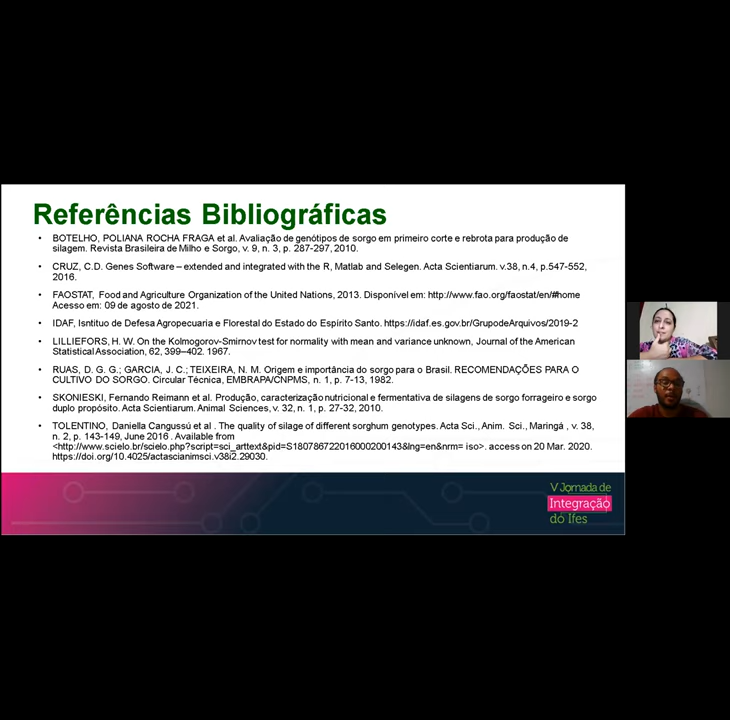 Referências Bibliográficas
• BOTELHO, POLIANA ROCHA FRAGA et al. Avaliação de genótipos de sorgo em primeiro corte e rebrota para produção de
silagem. Revista Brasileira de Milho e Sorgo, v. 9, n. 3, p. 287-297, 2010.
• CRUZ, C.D. Genes Software – extended and integrated with the R, Matlab and Selegen. Acta Scientiarum. v.38, n.4, p.547-552,
2016.
• FAOSTAT, Food and Agriculture Organization of the United Nations, 2013. Disponível em: http://www.fao.org/faostat/en/#home
Acesso em: 09 de agosto de 2021.
• IDAF, Isntituo de Defesa Agropecuaria e Florestal do Estado do Espírito Santo. https://idaf.es.gov.br/GrupodeArquivos/2019-2
• LILLIEFORS, H. W. On the Kolmogorov-Smirnov test for normality with mean and variance unknown, Journal of the American
Statistical Association, 62, 399–402. 1967.
• RUAS, D. G. G.; GARCIA, J. C.; TEIXEIRA, N. M. Origem e importância do sorgo para o Brasil. RECOMENDAÇÕES PARA O
CULTIVO DO SORGO. Circular Técnica, EMBRAPA/CNPMS, n. 1, p. 7-13, 1982.
• SKONIESKI, Fernando Reimann et al. Produção, caracterização nutricional e fermentativa de silagens de sorgo forrageiro e sorgo
duplo propósito. Acta Scientiarum. Animal Sciences, v. 32, n. 1, p. 27-32, 2010.
• TOLENTINO, Daniella Cangussú et al . The quality of silage of different sorghum genotypes. Acta Sci., Anim. Sci., Maringá , v. 38,
n. 2, p. 143-149, June 2016 . Available from
<http://www.scielo.br/scielo.php?script=sci_arttext&pid=S180786722016000200143&lng=en&nrm= iso>. access on 20 Mar. 2020.
https://doi.org/10.4025/actascianimsci.v38i2.29030.
V Jornada de
Integração
do Ifes